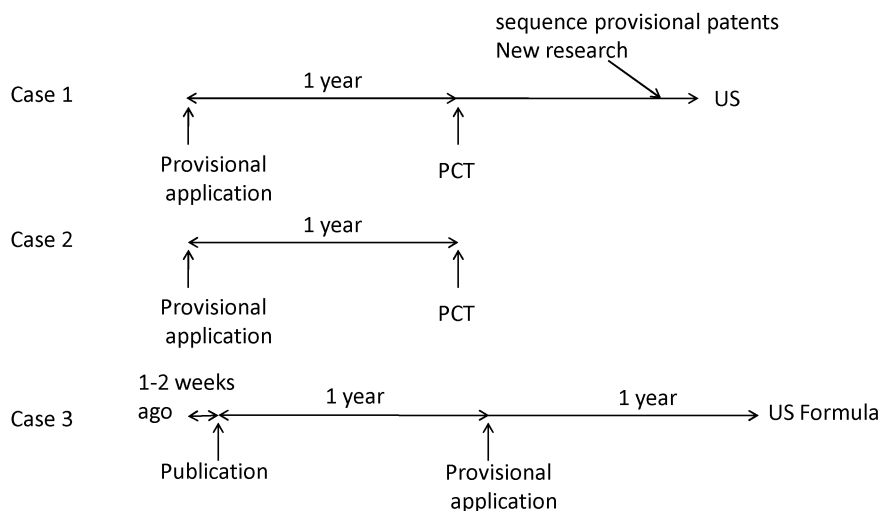 sequence provisional patents
New research
Case 1
1 year
US
Provisional
application
PCT
Case 2
1 year
Provisional
application
PCT
Case 3
1-2 weeks
ago
1 year
1 year
US Formula
Publication
Provisional
application